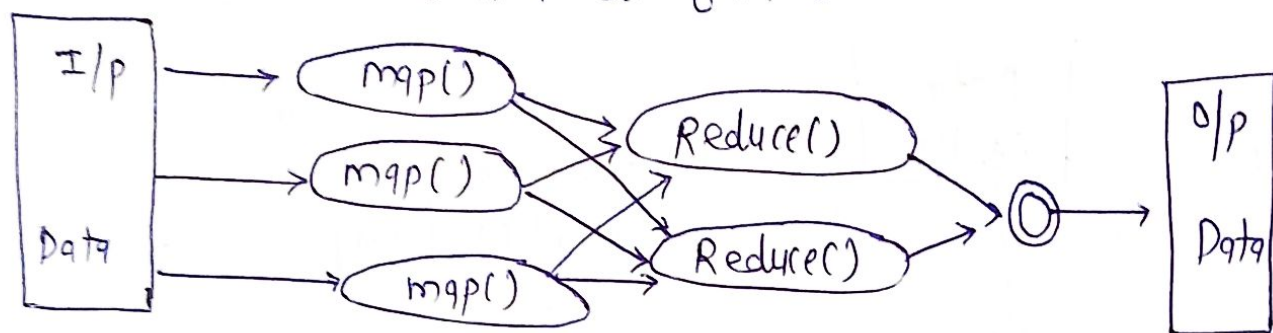 I/p
Data
map()
map()
map()
Reduce()
Reduce()
O/p
Data